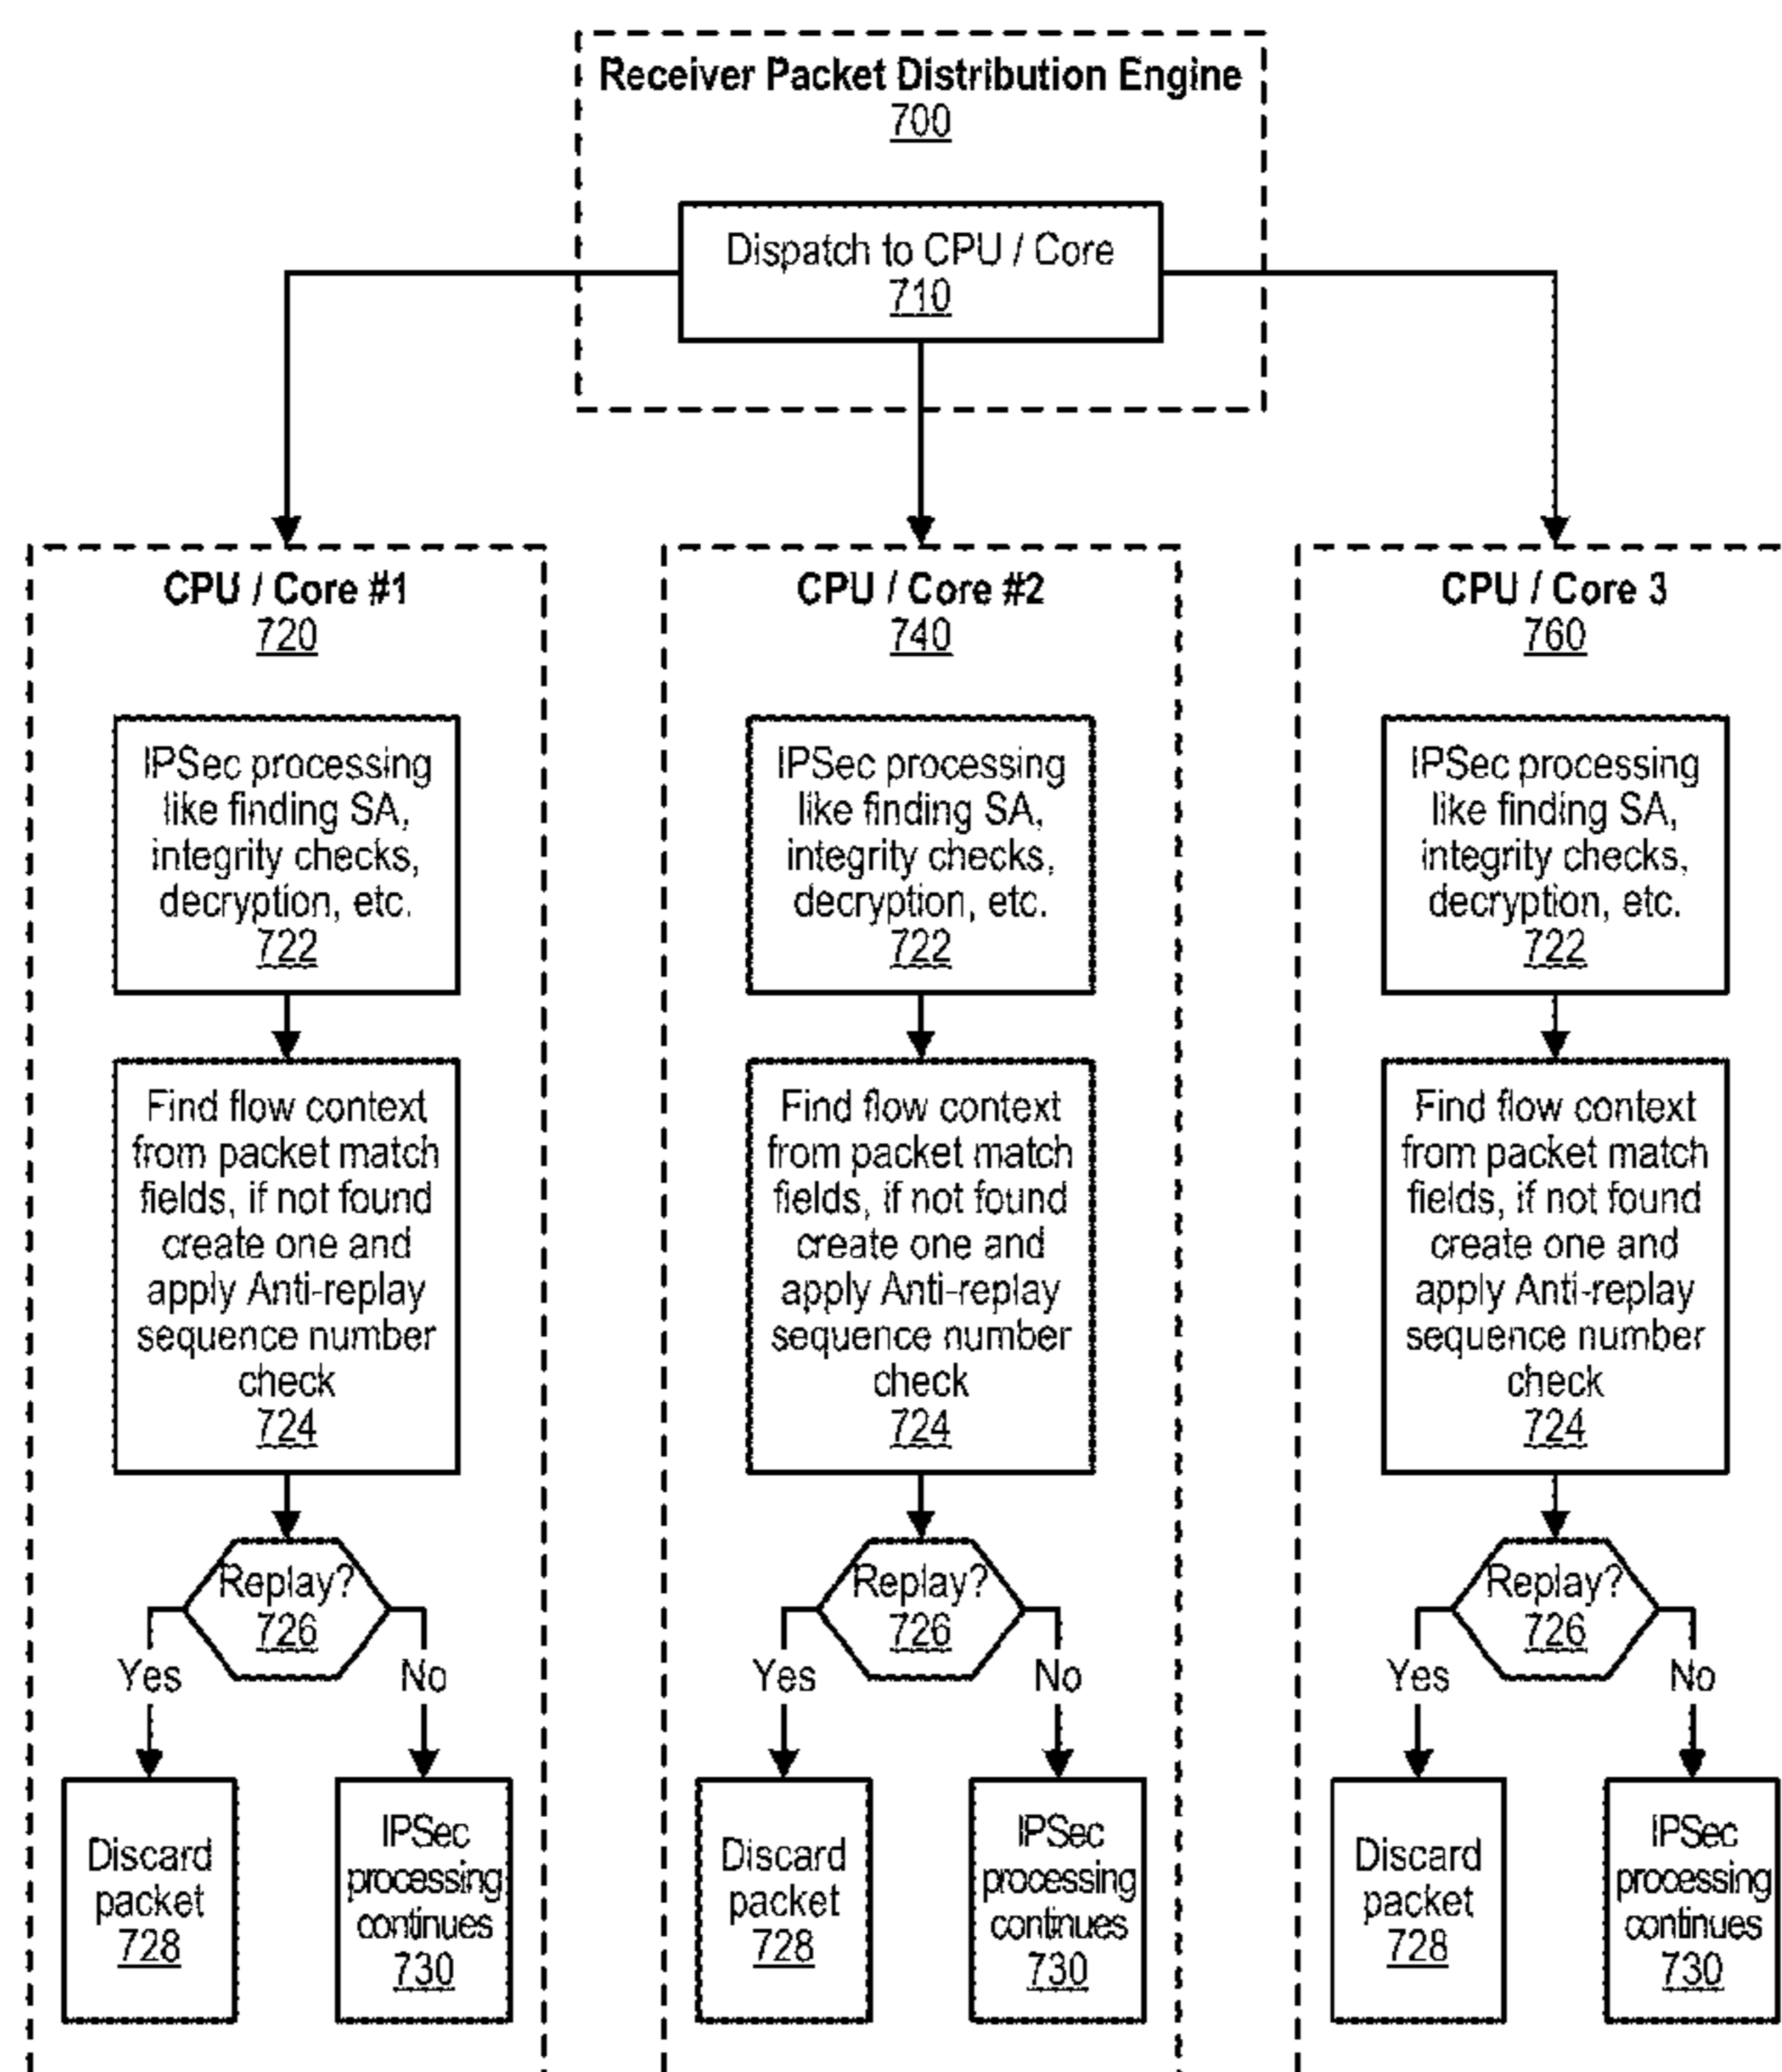 Receiver Packet Distribution Engine
700
Dispatch to CPU / Core
710
CPU / Core #1
720
IPSec processing
like finding SA,
integrity checks,
decryption, etc.
722
Find flow context
from packet match
fields, if not found
create one and
apply Anti-replay
sequence number
check
724
Replay?
726
Yes
No
Discard
packet
728
IPSec
processing
continues
730
CPU / Core #2
740
IPSec processing
like finding SA,
integrity checks,
decryption, etc.
722
Find flow context
from packet match
fields, if not found
create one and
apply Anti-replay
sequence number
check
724
Replay?
726
Yes
No
Discard
packet
728
IPSec
processing
continues
730
CPU / Core 3
760
IPSec processing
like finding SA,
integrity checks,
decryption, etc.
722
Find flow context
from packet match
fields, if not found
create one and
apply Anti-replay
sequence number
check
724
Replay?
726
Yes
No
Discard
packet
728
IPSec
processing
continues
730